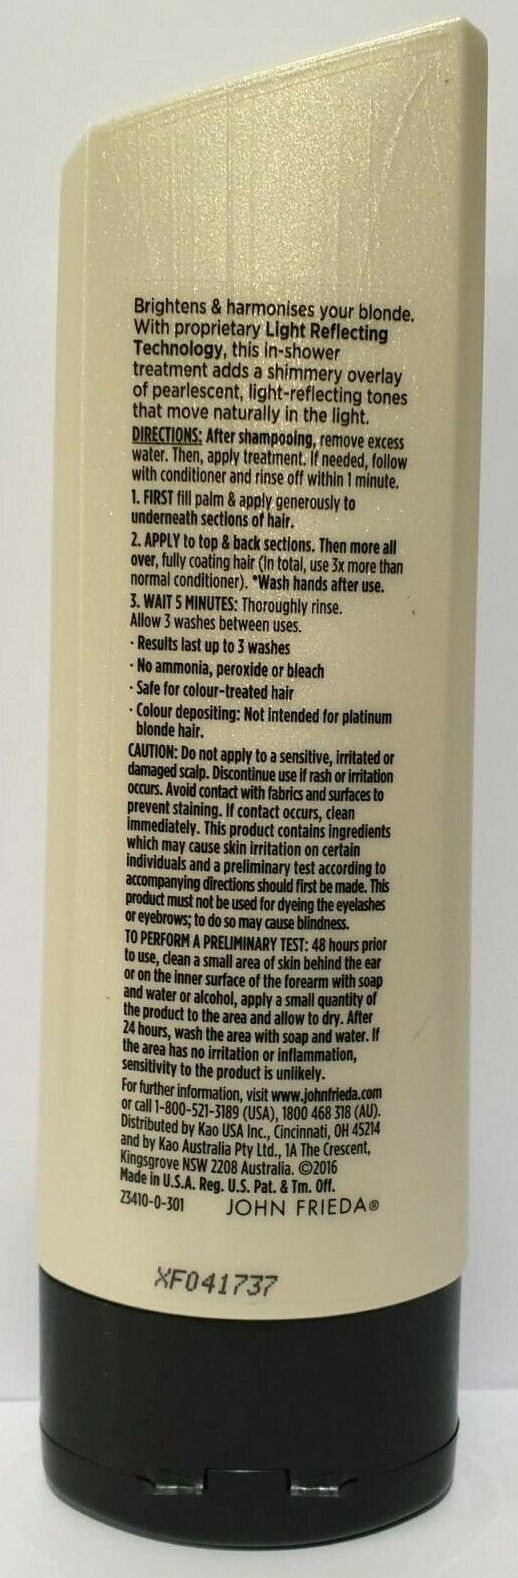 Brightens & harmonises your blonde.
With proprietary Light Reflecting
Technology, this in-shower
treatment adds a shimmery overlay
of pearlescent, light-reflecting tones
that move naturally in the light.
DIRECTIONS: After shampooing, remove excess
water. Then, apply treatment. If needed, follow
with conditioner and rinse off within 1 minute.
1. FIRST fill palm & apply generously to
underneath sections of hair.
2. APPLY to top & back sections. Then more all
over, fully coating hair (In total, use 3x more than
normal conditioner). *Wash hands after use.
3. WAIT 5 MINUTES: Thoroughly rinse.
Allow 3 washes between uses.
· Results last up to 3 washes
· No ammonia, peroxide or bleach
· Safe for colour-treated hair
· Colour depositing: Not intended for platinum
blonde hair.
CAUTION: Do not apply to a sensitive, irritated or
damaged scalp. Discontinue use if rash or irritation
occurs. Avoid contact with fabrics and surfaces to
prevent staining. If contact occurs, clean
immediately. This product contains ingredients
which may cause skin irritation on certain
individuals and a preliminary test according to
accompanying directions should first be made. This
product must not be used for dyeing the eyelashes
or eyebrows; to do so may cause blindness.
TO PERFORM A PRELIMINARY TEST: 48 hours prior
to use, clean a small area of skin behind the ear
or on the inner surface of the forearm with soap
and water or alcohol, apply a small quantity of
the product to the area and allow to dry. After
24 hours, wash the area with soap and water. If
the area has no irritation or inflammation,
sensitivity to the product is unlikely.
For further information, visit www.johnfrieda.com
or call 1-800-521-3189 (USA), 1800 468 318 (AU).
Distributed by Kao USA Inc., Cincinnati, OH 45214
and by Kao Australia Pty Ltd., 1A The Crescent,
Kingsgrove NSW 2208 Australia. ©2016
Made in U.S.A. Reg. U.S. Pat. & Tm. Off.
23410-0-301 JOHN FRIEDA®
XF041737